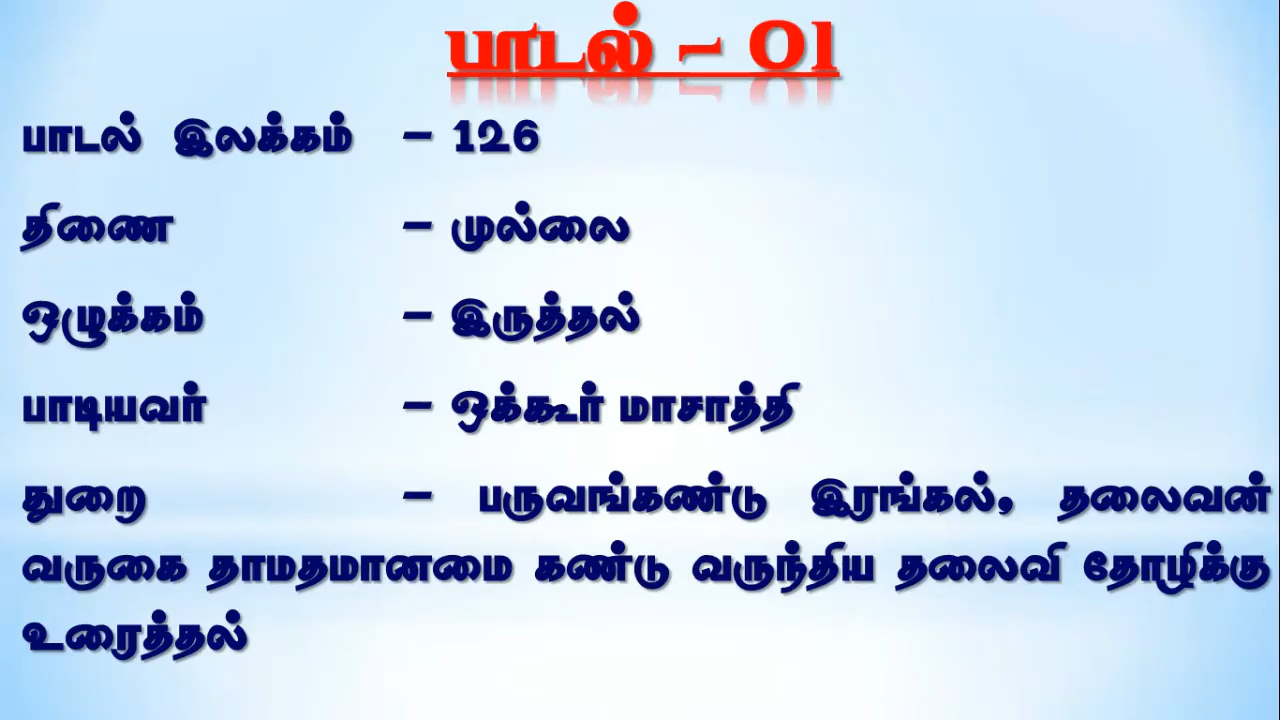 பாடல் - 01
பாடல் இலக்கம் - 126
திணை - முல்லை
ஒழுக்கம் - இருத்தல்
பாடியவர் - ஒக்கூர் மாசாத்தி
துறை - பருவங்கண்டு இரங்கல், தலைவன்
வருகை தாமதமானமை கண்டு வருந்திய தலைவி தோழிக்கு
உரைத்தல்